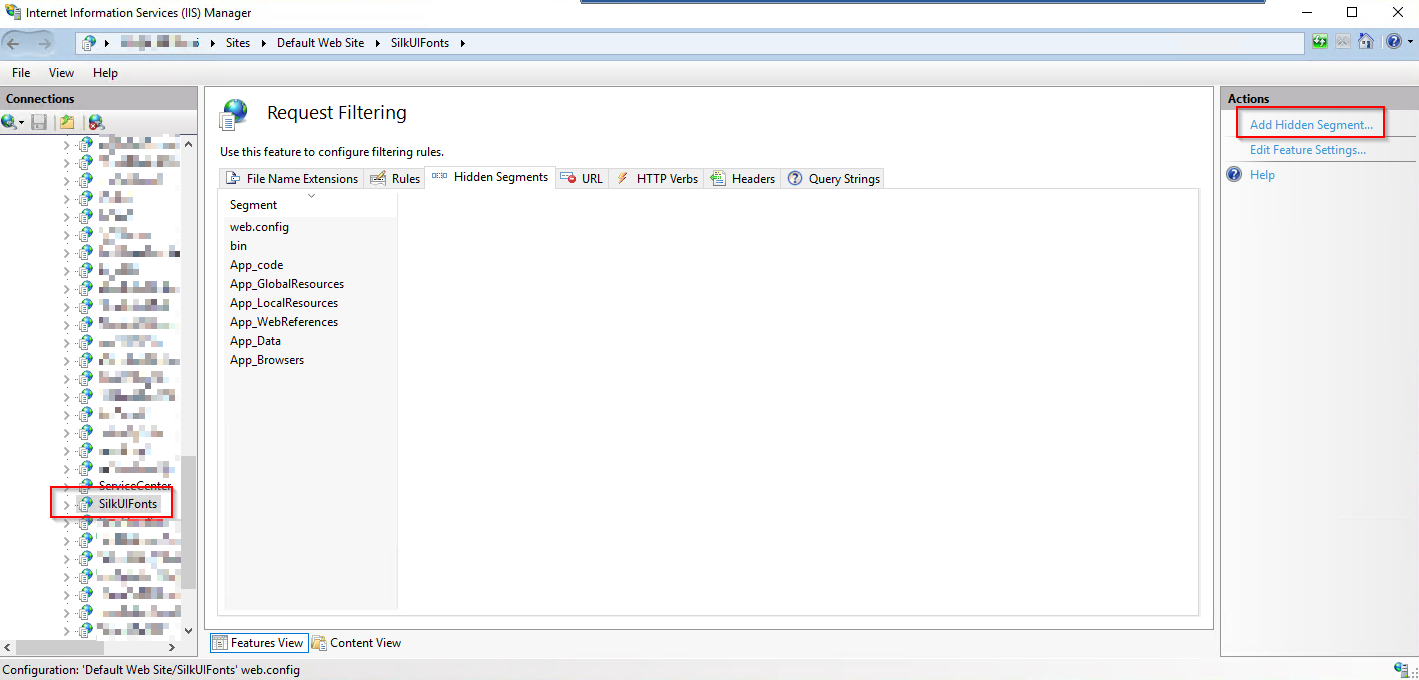 Internet Information Services (IIS) Manager
Sites Default Web Site SilkUIFonts
File View Help
Connections
ServiceCenter
SilkUIFonts
Request Filtering
Use this feature to configure filtering rules.
File Name Extensions Rules Hidden Segments URL HTTP Verbs Headers Query Strings
Segment
web.config
bin
App_code
App_GlobalResources
App_LocalResources
App_WebReferences
App_Data
App_Browsers
Features View Content View
Actions
Add Hidden Segment...
Edit Feature Settings...
Help
Configuration: 'Default Web Site/SilkUIFonts' web.config